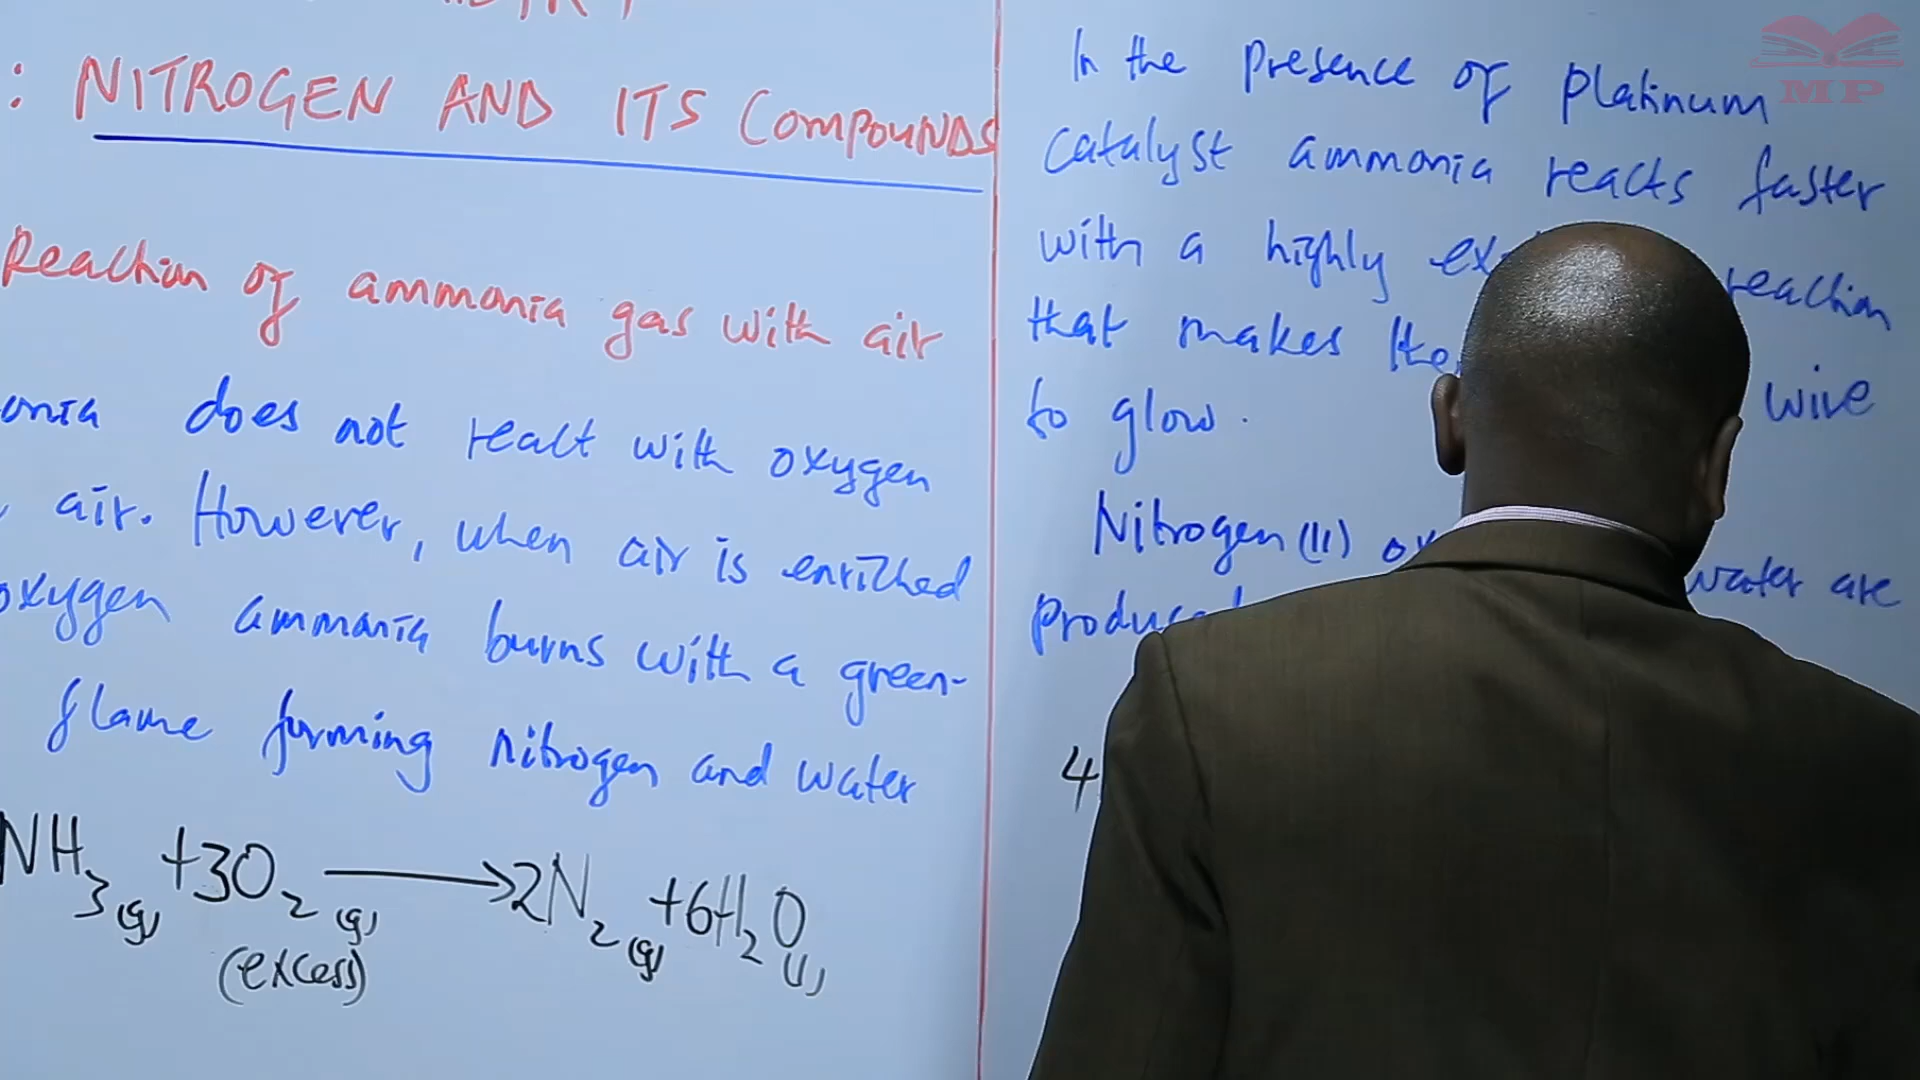 : NITROGEN AND ITS COMPOUNDS
Reaction of ammonia gas with air
onia does not react with oxygen
air. However, when air is enriched
oxygen ammonia burns with a green-
flame forming nitrogen and water
NH3(g) +3O2(g) → 2N2(g) +6H2O(l)
(excess)
In the presence of platinum
catalyst ammonia reacts faster
with a highly ex reaction
that makes the wire
to glow.
Nitrogen (II) ox water are
produced
4
MP